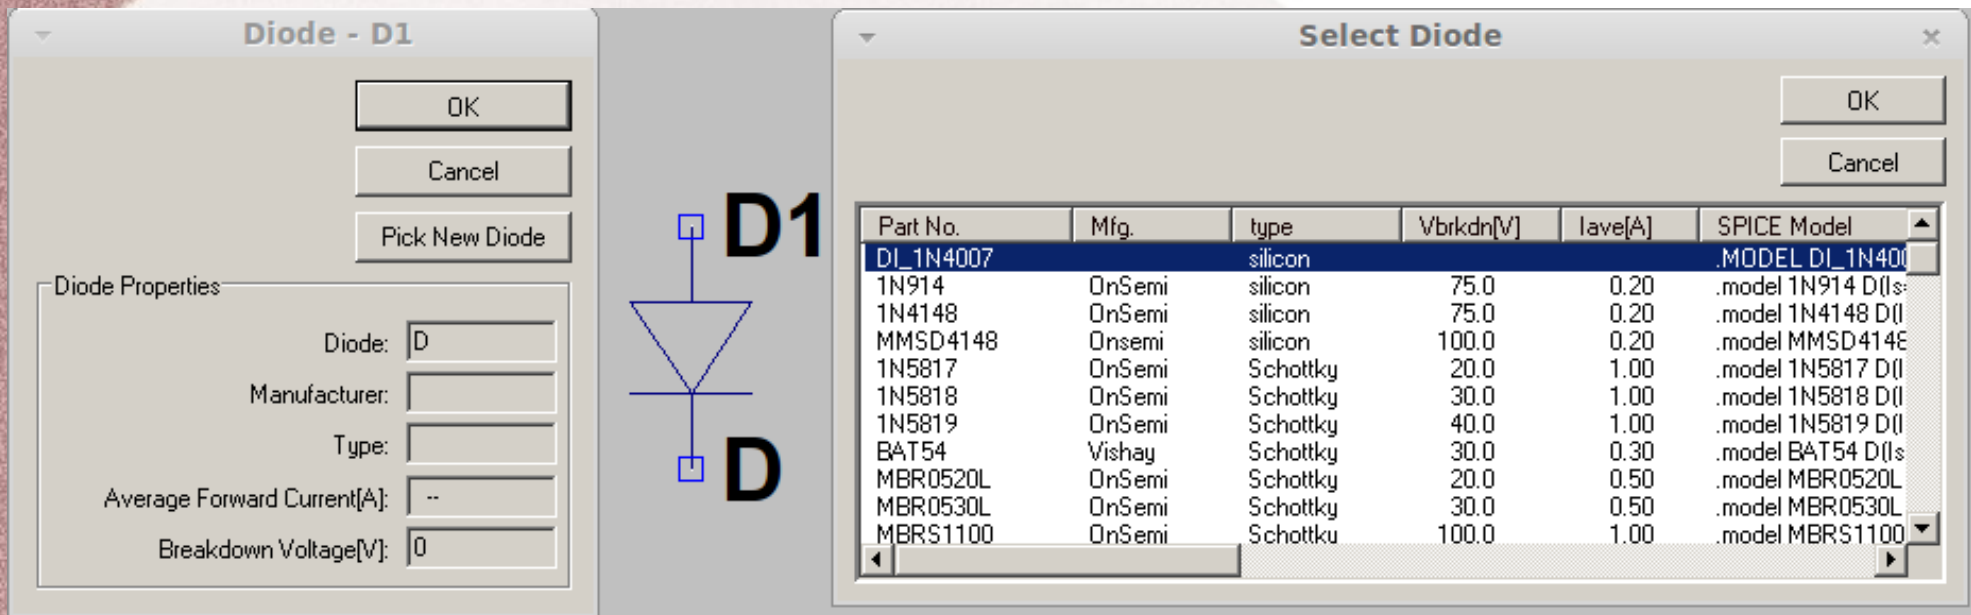 Diode - D1
OK
Cancel
Pick New Diode
Diode Properties
Diode: D
Manufacturer:
Type:
Average Forward Current[A]: --
Breakdown Voltage[V]: 0
D1
D
Select Diode
OK
Cancel
Part No. Mfg. type Vbrkdn[V] Iave[A] SPICE Model
DI_1N4007 silicon .MODEL DI_1N400
1N914 OnSemi silicon 75.0 0.20 .model 1N914 D(Is=
1N4148 OnSemi silicon 75.0 0.20 .model 1N4148 D(I
MMSD4148 Onsemi silicon 100.0 0.20 .model MMSD4148
1N5817 OnSemi Schottky 20.0 1.00 .model 1N5817 D(I
1N5818 OnSemi Schottky 30.0 1.00 .model 1N5818 D(I
1N5819 OnSemi Schottky 40.0 1.00 .model 1N5819 D(I
BAT54 Vishay Schottky 30.0 0.30 .model BAT54 D(Is
MBR0520L OnSemi Schottky 20.0 0.50 .model MBR0520L
MBR0530L OnSemi Schottky 30.0 0.50 .model MBR0530L
MBRS1100 OnSemi Schottky 100.0 1.00 .model MBRS1100